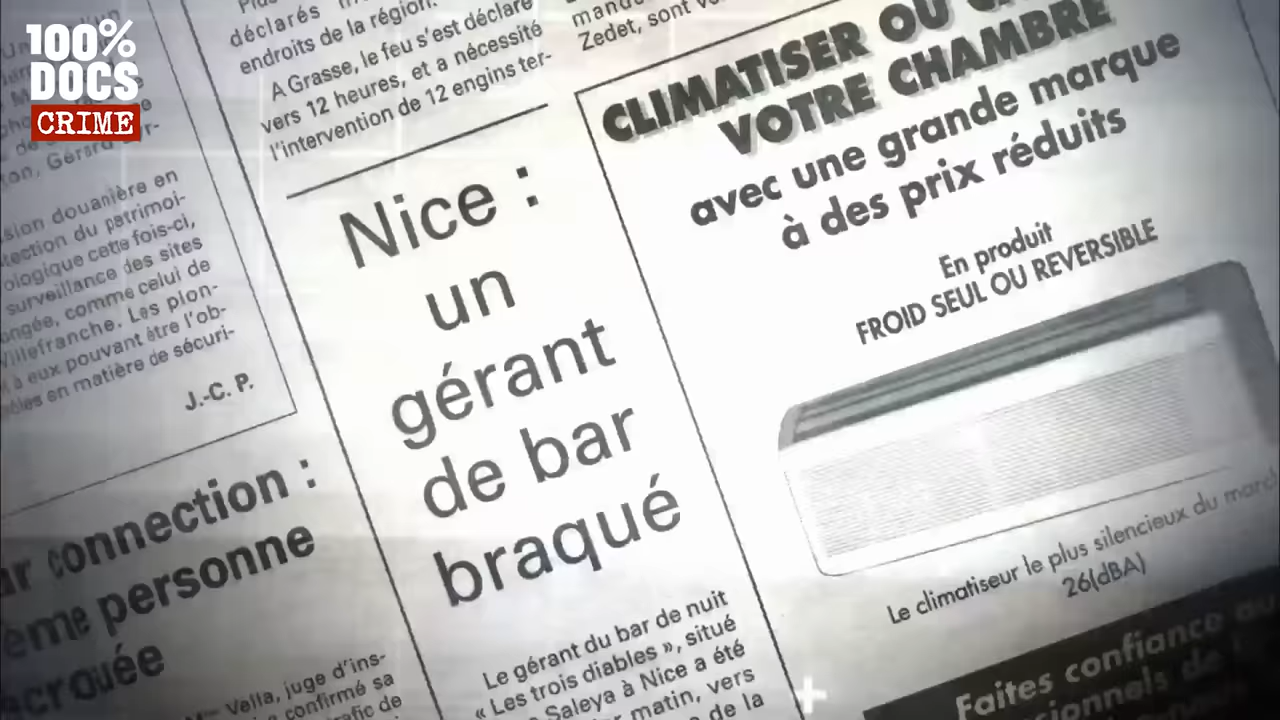 100%
DOCS
CRIME
déclarés
endroits de la région.
A Grasse, le feu s'est déclaré
vers 12 heures, et a nécessité
l'intervention de 12 engins ter-
Zedet, sont
sion douanière en
tection du patrimoi-
ologique cette fois-ci,
surveillance des sites
ongée, comme celui de
Villefranche. Les plon-
à eux pouvant être l'ob-
en matière de sécuri-
J.-C. P.
connection :
ème personne
écrouée
Vella, juge d'ins-
confirmé sa
Nice :
un
gérant
de bar
braqué
Le gérant du bar de nuit
« Les trois diables », situé
Saleya à Nice a été
matin, vers
de la
CLIMATISER OU
VOTRE CHAMBRE
avec une grande marque
à des prix réduits
En produit
FROID SEUL OU REVERSIBLE
Le climatiseur le plus silencieux du
26(dBA)
Faites confiance